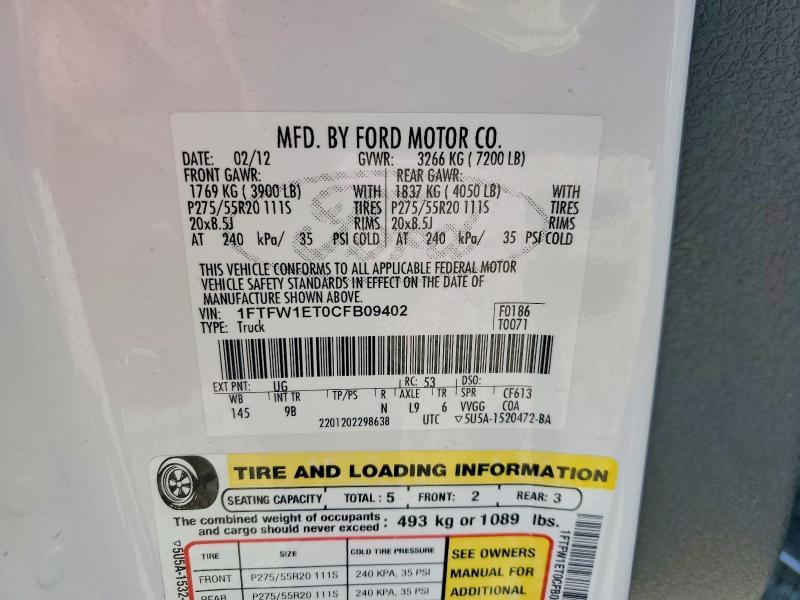 MFD. BY FORD MOTOR CO.
DATE: 02/12 GVWR: 3266 KG ( 7200 LB)
FRONT GAWR: REAR GAWR:
1769 KG ( 3900 LB) WITH 1837 KG ( 4050 LB) WITH
P275/55R20 111S TIRES P275/55R20 111S TIRES
20x8.5J RIMS 20x8.5J RIMS
AT 240 kPa/ 35 PSI COLD AT 240 kPa/ 35 PSI COLD
THIS VEHICLE CONFORMS TO ALL APPLICABLE FEDERAL MOTOR
VEHICLE SAFETY STANDARDS IN EFFECT ON THE DATE OF
MANUFACTURE SHOWN ABOVE.
VIN: 1FTFW1ET0CFB09402 F0186
TYPE: Truck T0071
EXT PNT: UG RC: 53 DSO:
WB INT TR TP/PS R AXLE TR SPR CF613
145 9B N L9 6 VVGG COA
2201202298638 UTC ▽5U5A-1520472-BA
TIRE AND LOADING INFORMATION
SEATING CAPACITY TOTAL : 5 FRONT: 2 REAR: 3
The combined weight of occupants
and cargo should never exceed : 493 kg or 1089 lbs.
TIRE SIZE COLD TIRE PRESSURE
FRONT P275/55R20 111S 240 KPA, 35 PSI
REAR P275/55R20 111S 240 KPA, 35 PSI
SEE OWNERS
MANUAL FOR
ADDITIONAL
▽5U5A-1532
1FTFW1ET0CFB0